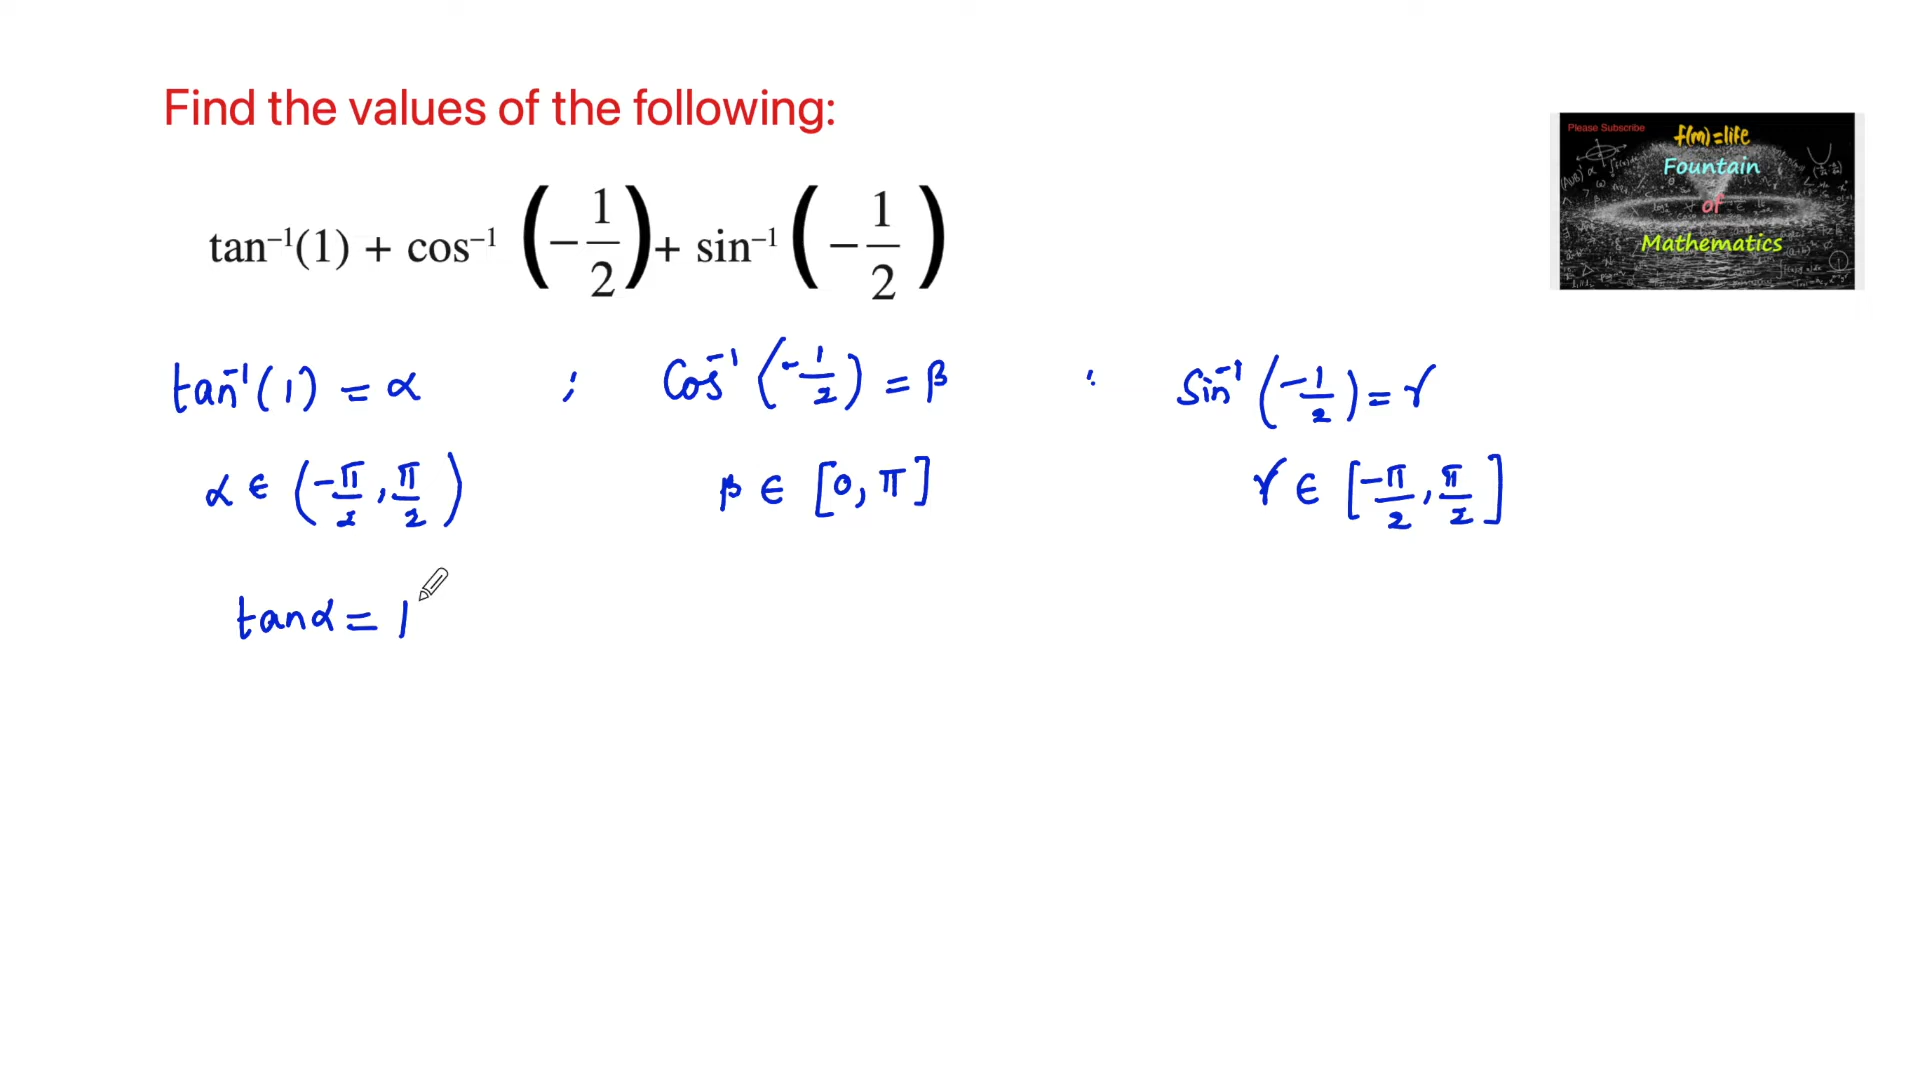 Find the values of the following:
Please Subscribe
f(m)=life
Fountain
of
Mathematics
tan⁻¹(1) + cos⁻¹ (−1/2) + sin⁻¹ (−1/2)
tan⁻¹(1) = α ; Cos⁻¹(−1/2) = β ; Sin⁻¹(−1/2) = γ
α ∈ (−π/2, π/2) β ∈ [0, π] γ ∈ [−π/2, π/2]
tanα = 1